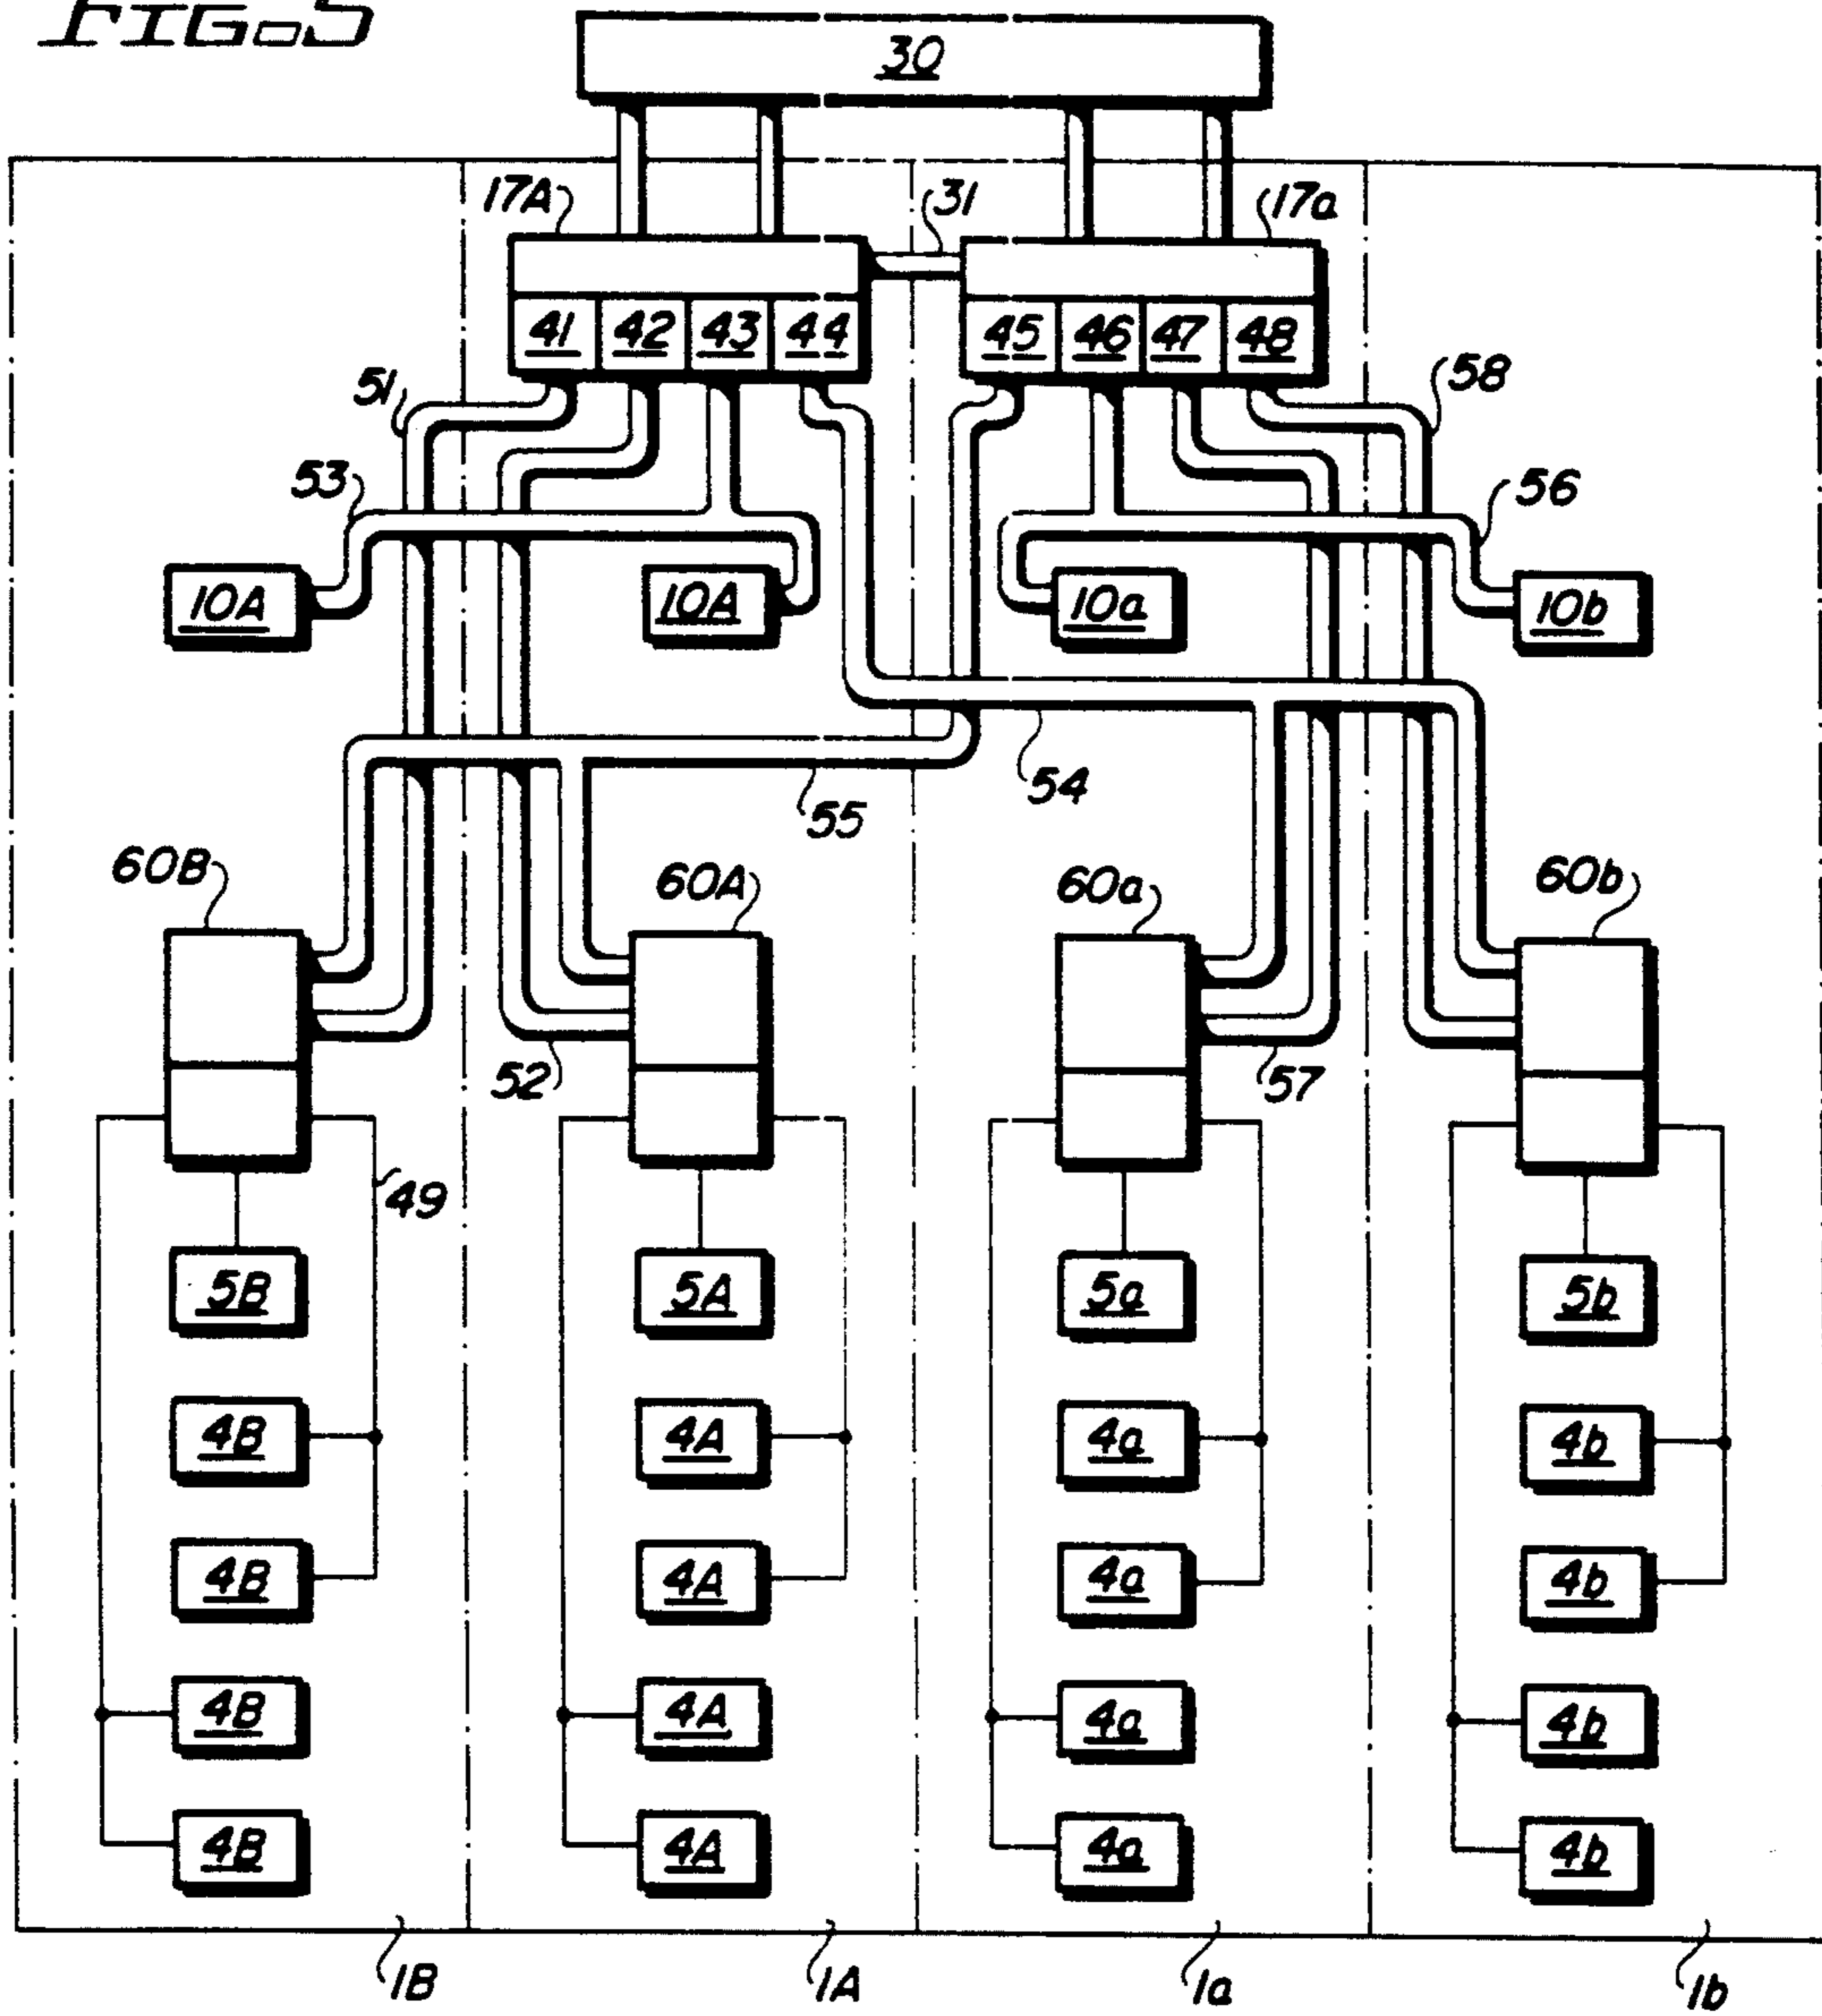 FIG. 5
30
17A 31 17a
41 42 43 44 45 46 47 48
51 58
53 56
10A 10A 10a 10b
54
55
60B 60A 60a 60b
52 57
49
5B 5A 5a 5b
4B 4A 4a 4b
4B 4A 4a 4b
4B 4A 4a 4b
4B 4A 4a 4b
1B 1A 1a 1b